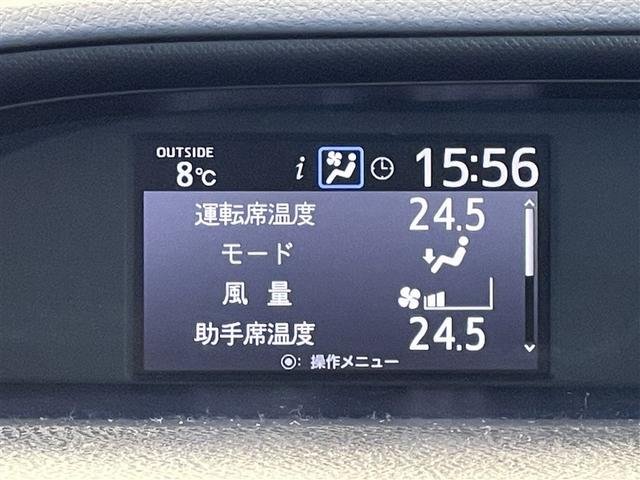 OUTSIDE
8℃ i 15:56
運転席温度 24.5
モード
風量
助手席温度 24.5
◉: 操作メニュー